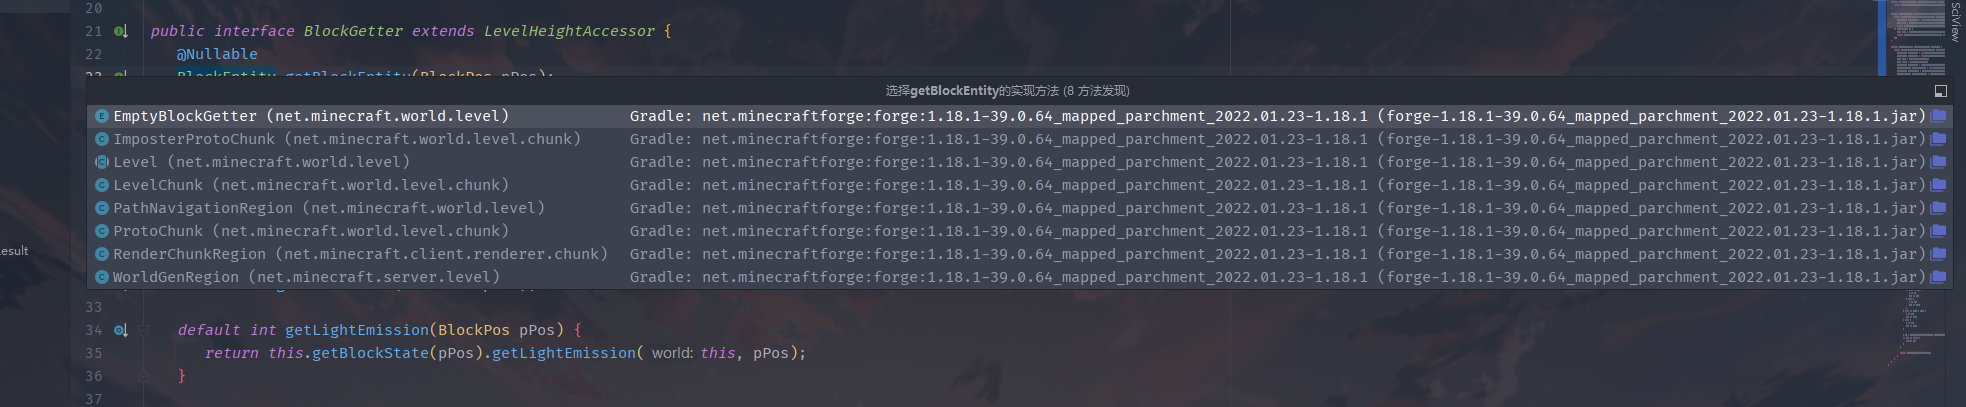 20
21 public interface BlockGetter extends LevelHeightAccessor {
22 @Nullable
BlockEntity getBlockEntity(BlockPos pPos);
选择getBlockEntity的实现方法 (8 方法发现)
EmptyBlockGetter (net.minecraft.world.level) Gradle: net.minecraftforge:forge:1.18.1-39.0.64_mapped_parchment_2022.01.23-1.18.1 (forge-1.18.1-39.0.64_mapped_parchment_2022.01.23-1.18.1.jar)
ImposterProtoChunk (net.minecraft.world.level.chunk) Gradle: net.minecraftforge:forge:1.18.1-39.0.64_mapped_parchment_2022.01.23-1.18.1 (forge-1.18.1-39.0.64_mapped_parchment_2022.01.23-1.18.1.jar)
Level (net.minecraft.world.level) Gradle: net.minecraftforge:forge:1.18.1-39.0.64_mapped_parchment_2022.01.23-1.18.1 (forge-1.18.1-39.0.64_mapped_parchment_2022.01.23-1.18.1.jar)
LevelChunk (net.minecraft.world.level.chunk) Gradle: net.minecraftforge:forge:1.18.1-39.0.64_mapped_parchment_2022.01.23-1.18.1 (forge-1.18.1-39.0.64_mapped_parchment_2022.01.23-1.18.1.jar)
PathNavigationRegion (net.minecraft.world.level) Gradle: net.minecraftforge:forge:1.18.1-39.0.64_mapped_parchment_2022.01.23-1.18.1 (forge-1.18.1-39.0.64_mapped_parchment_2022.01.23-1.18.1.jar)
ProtoChunk (net.minecraft.world.level.chunk) Gradle: net.minecraftforge:forge:1.18.1-39.0.64_mapped_parchment_2022.01.23-1.18.1 (forge-1.18.1-39.0.64_mapped_parchment_2022.01.23-1.18.1.jar)
RenderChunkRegion (net.minecraft.client.renderer.chunk) Gradle: net.minecraftforge:forge:1.18.1-39.0.64_mapped_parchment_2022.01.23-1.18.1 (forge-1.18.1-39.0.64_mapped_parchment_2022.01.23-1.18.1.jar)
WorldGenRegion (net.minecraft.server.level) Gradle: net.minecraftforge:forge:1.18.1-39.0.64_mapped_parchment_2022.01.23-1.18.1 (forge-1.18.1-39.0.64_mapped_parchment_2022.01.23-1.18.1.jar)
33
34 default int getLightEmission(BlockPos pPos) {
35 return this.getBlockState(pPos).getLightEmission( world: this, pPos);
36 }
37
esult
SciView